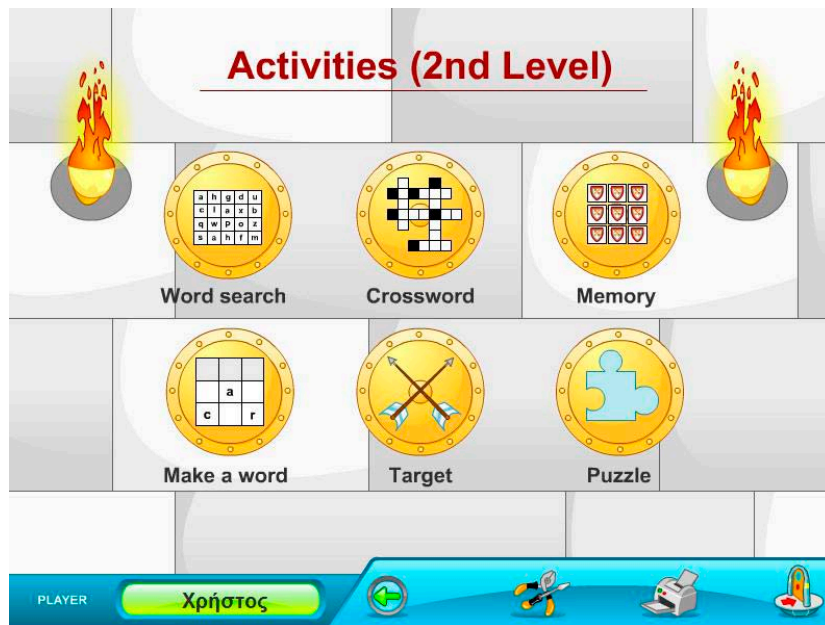 Activities (2nd Level)
a h g d u
c l a x b
q w p o z
s a h f m
Word search
Crossword
Memory
a
c r
Make a word
Target
Puzzle
PLAYER
Χρήστος